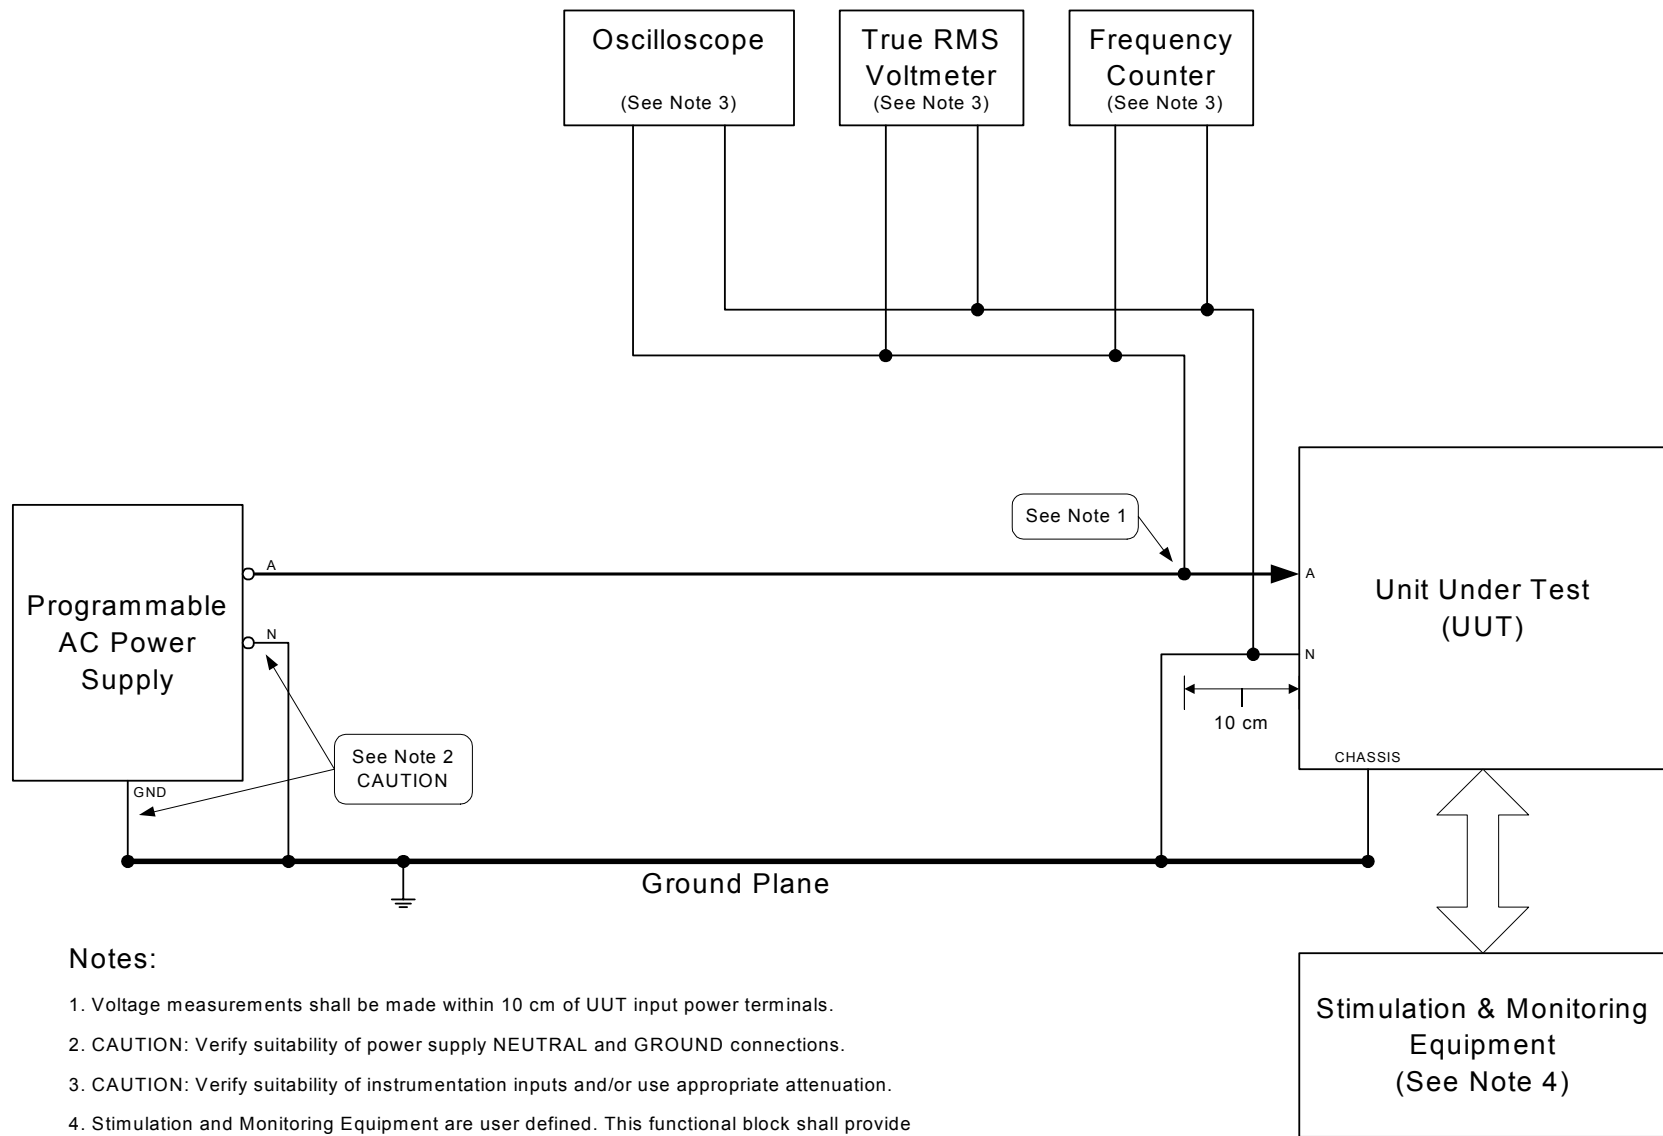 Oscilloscope
(See Note 3)
True RMS
Voltmeter
(See Note 3)
Frequency
Counter
(See Note 3)
See Note 1
Programmable
AC Power
Supply
A
N
GND
See Note 2
CAUTION
A
N
Unit Under Test
(UUT)
10 cm
CHASSIS
Ground Plane
Stimulation & Monitoring
Equipment
(See Note 4)
Notes:
1. Voltage measurements shall be made within 10 cm of UUT input power terminals.
2. CAUTION: Verify suitability of power supply NEUTRAL and GROUND connections.
3. CAUTION: Verify suitability of instrumentation inputs and/or use appropriate attenuation.
4. Stimulation and Monitoring Equipment are user defined. This functional block shall provide